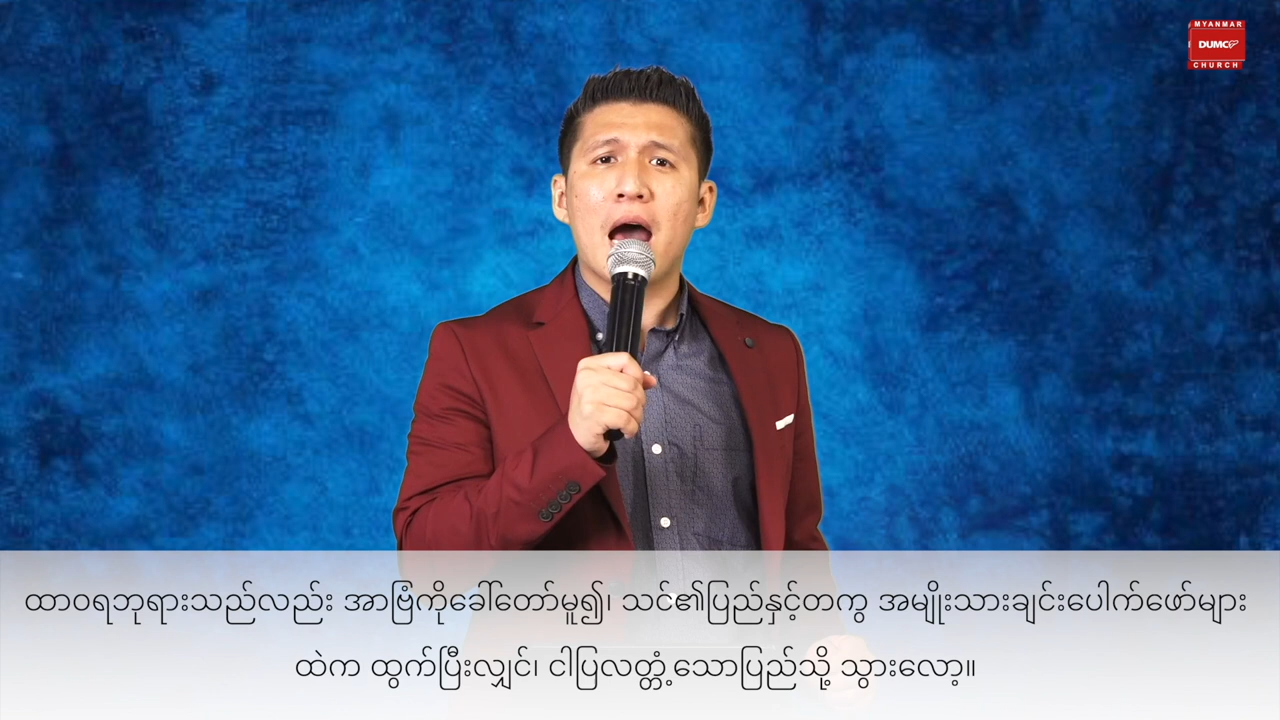 MYANMAR
DUMC
CHURCH
ထာဝရဘုရားသည်လည်း အာဗြံကိုခေါ်တော်မူ၍၊ သင်၏ပြည်နှင့်တကွ အမျိုးသားချင်းပေါက်ဖော်များ
ထဲက ထွက်ပြီးလျှင်၊ ငါပြလတ္တံ့သောပြည်သို့ သွားလော့။